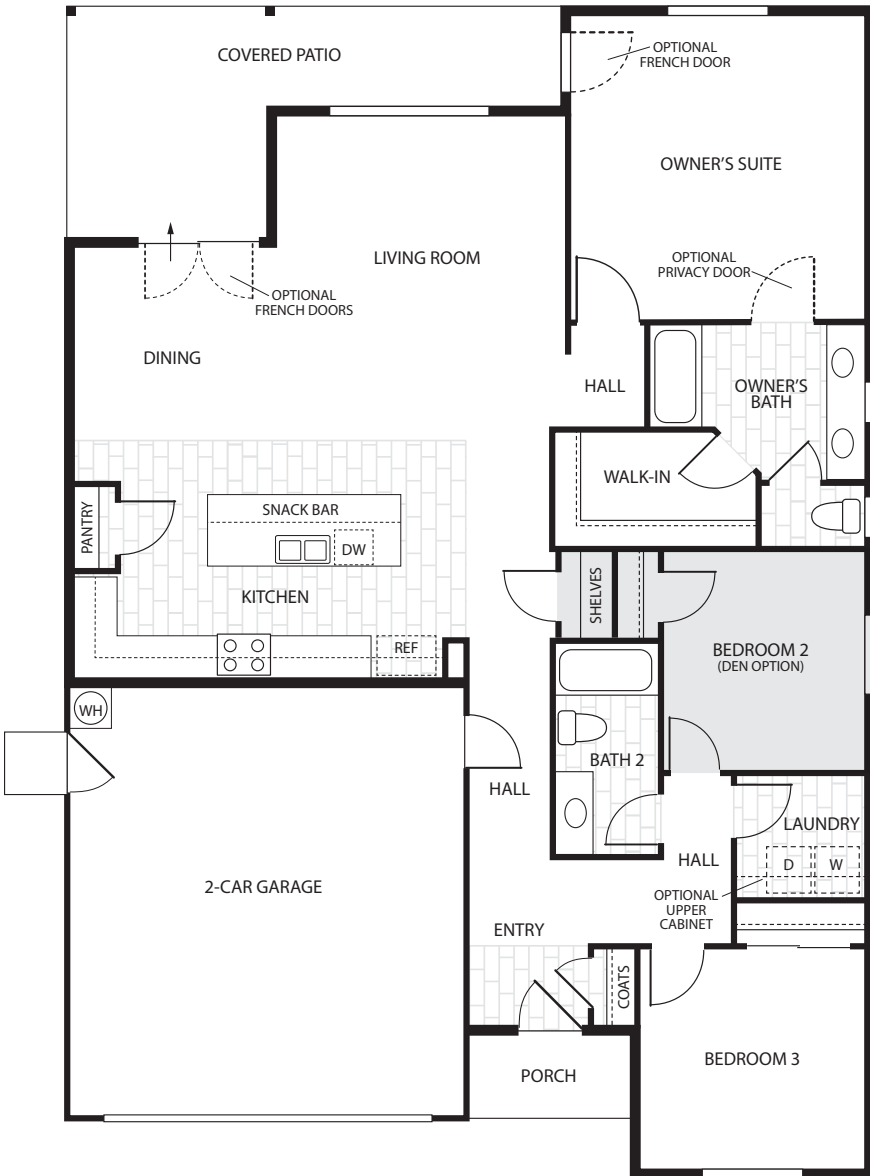 COVERED PATIO
OPTIONAL
FRENCH DOOR
OWNER'S SUITE
LIVING ROOM
OPTIONAL
PRIVACY DOOR
OPTIONAL
FRENCH DOORS
DINING
HALL
OWNER'S
BATH
WALK-IN
PANTRY
SNACK BAR
DW
KITCHEN
SHELVES
REF
BEDROOM 2
(DEN OPTION)
WH
BATH 2
HALL
LAUNDRY
D
W
HALL
OPTIONAL
UPPER
CABINET
2-CAR GARAGE
ENTRY
COATS
PORCH
BEDROOM 3